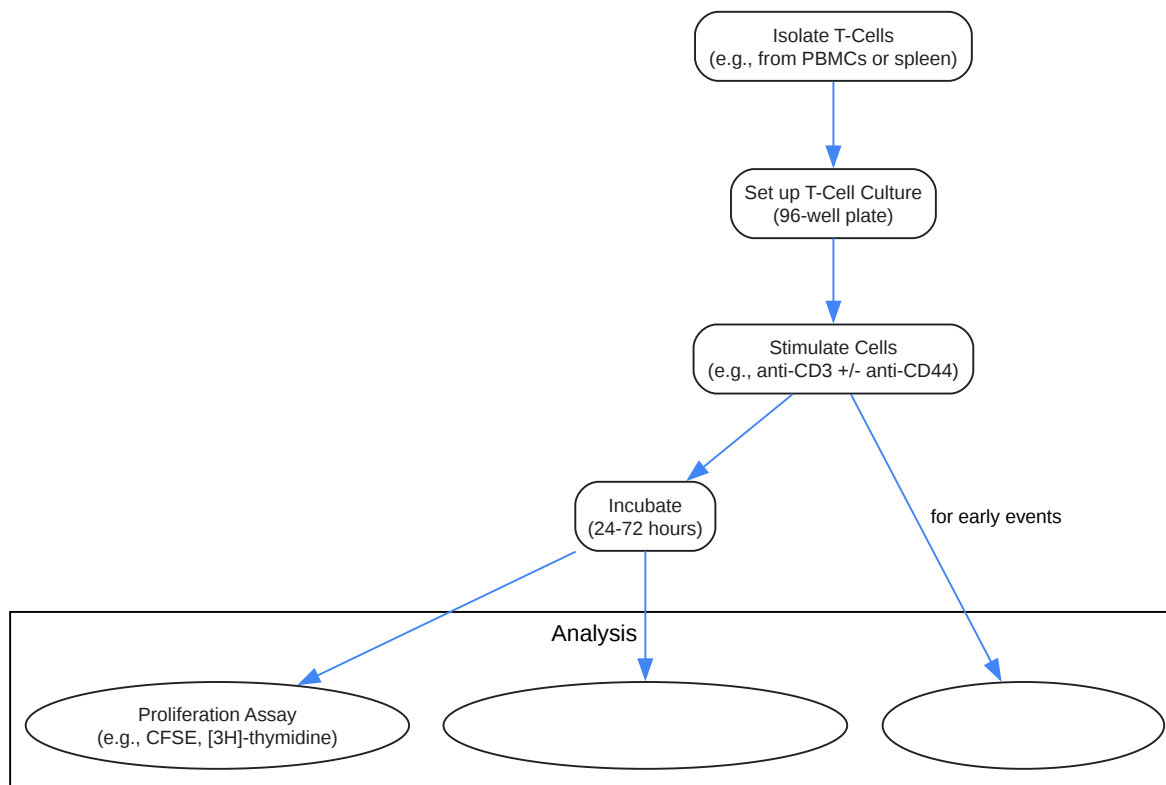 Isolate T-Cells
(e.g., from PBMCs or spleen)
Set up T-Cell Culture
(96-well plate)
Stimulate Cells
(e.g., anti-CD3 +/- anti-CD44)
Incubate
(24-72 hours)
for early events
Analysis
Proliferation Assay
(e.g., CFSE, [3H]-thymidine)